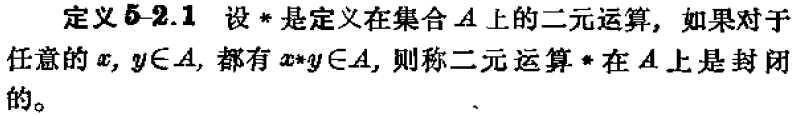 定义 5-2.1 设 * 是定义在集合 A 上的二元运算, 如果对于
任意的 x, y∈A, 都有 x*y∈A, 则称二元运算 * 在 A 上是封闭
的。